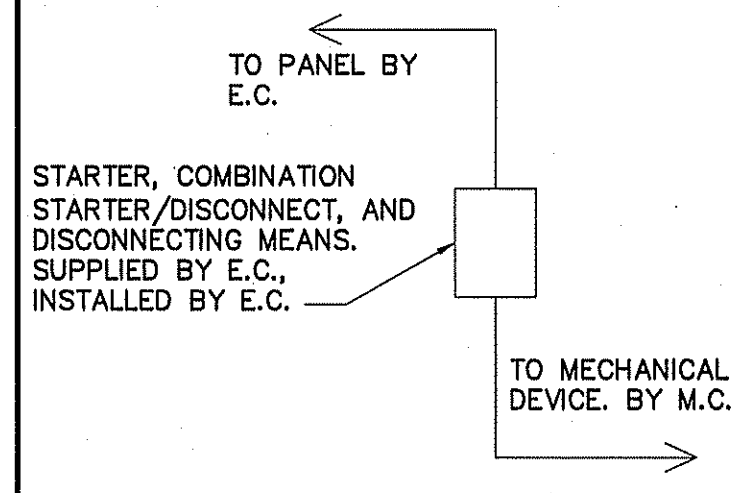 TO PANEL BY
E.C.
STARTER, COMBINATION
STARTER/DISCONNECT, AND
DISCONNECTING MEANS.
SUPPLIED BY E.C.,
INSTALLED BY E.C.
TO MECHANICAL
DEVICE. BY M.C.